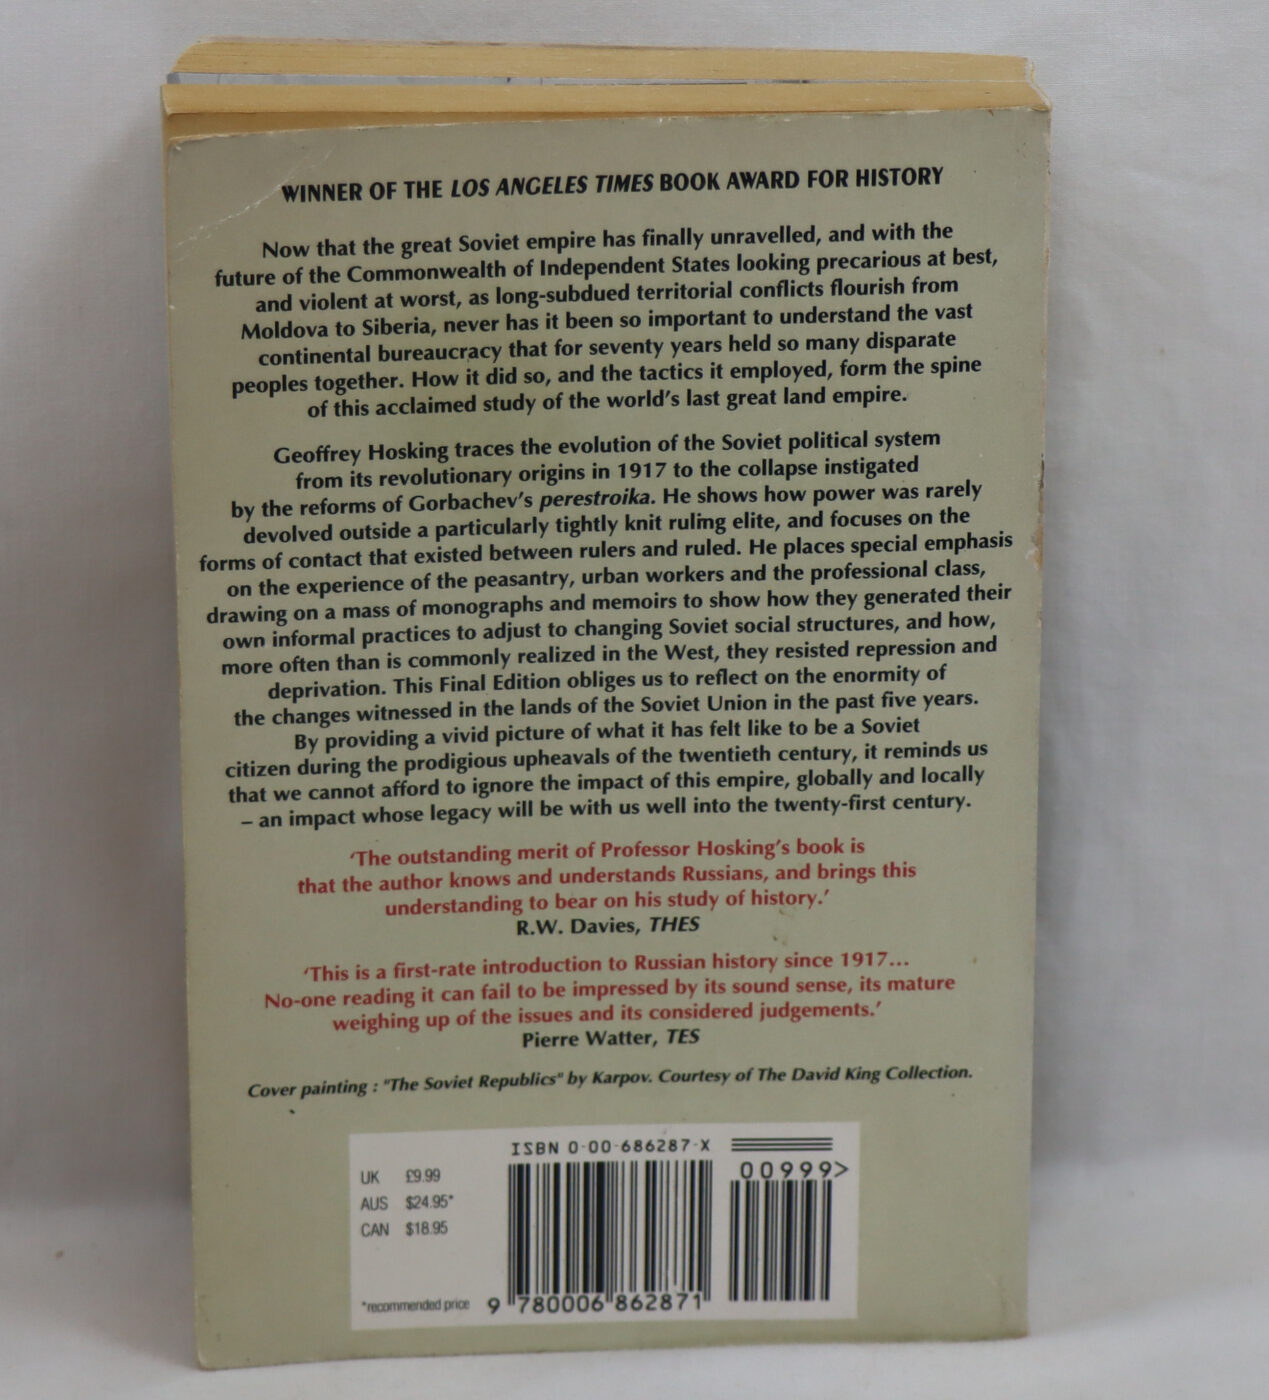 WINNER OF THE LOS ANGELES TIMES BOOK AWARD FOR HISTORY
Now that the great Soviet empire has finally unravelled, and with the
future of the Commonwealth of Independent States looking precarious at best,
and violent at worst, as long-subdued territorial conflicts flourish from
Moldova to Siberia, never has it been so important to understand the vast
continental bureaucracy that for seventy years held so many disparate
peoples together. How it did so, and the tactics it employed, form the spine
of this acclaimed study of the world's last great land empire.
Geoffrey Hosking traces the evolution of the Soviet political system
from its revolutionary origins in 1917 to the collapse instigated
by the reforms of Gorbachev's perestroika. He shows how power was rarely
devolved outside a particularly tightly knit ruling elite, and focuses on the
forms of contact that existed between rulers and ruled. He places special emphasis
on the experience of the peasantry, urban workers and the professional class,
drawing on a mass of monographs and memoirs to show how they generated their
own informal practices to adjust to changing Soviet social structures, and how,
more often than is commonly realized in the West, they resisted repression and
deprivation. This Final Edition obliges us to reflect on the enormity of
the changes witnessed in the lands of the Soviet Union in the past five years.
By providing a vivid picture of what it has felt like to be a Soviet
citizen during the prodigious upheavals of the twentieth century, it reminds us
that we cannot afford to ignore the impact of this empire, globally and locally
– an impact whose legacy will be with us well into the twenty-first century.
'The outstanding merit of Professor Hosking's book is
that the author knows and understands Russians, and brings this
understanding to bear on his study of history.'
R.W. Davies, THES
'This is a first-rate introduction to Russian history since 1917...
No-one reading it can fail to be impressed by its sound sense, its mature
weighing up of the issues and its considered judgements.'
Pierre Watter, TES
Cover painting : "The Soviet Republics" by Karpov. Courtesy of The David King Collection.
ISBN 0-00-686287-X
00999>
UK £9.99
AUS $24.95*
CAN $18.95
*recommended price
9 780006 862871